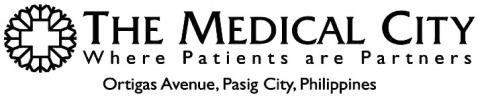 THE MEDICAL CITY
Where Patients are Partners
Ortigas Avenue, Pasig City, Philippines